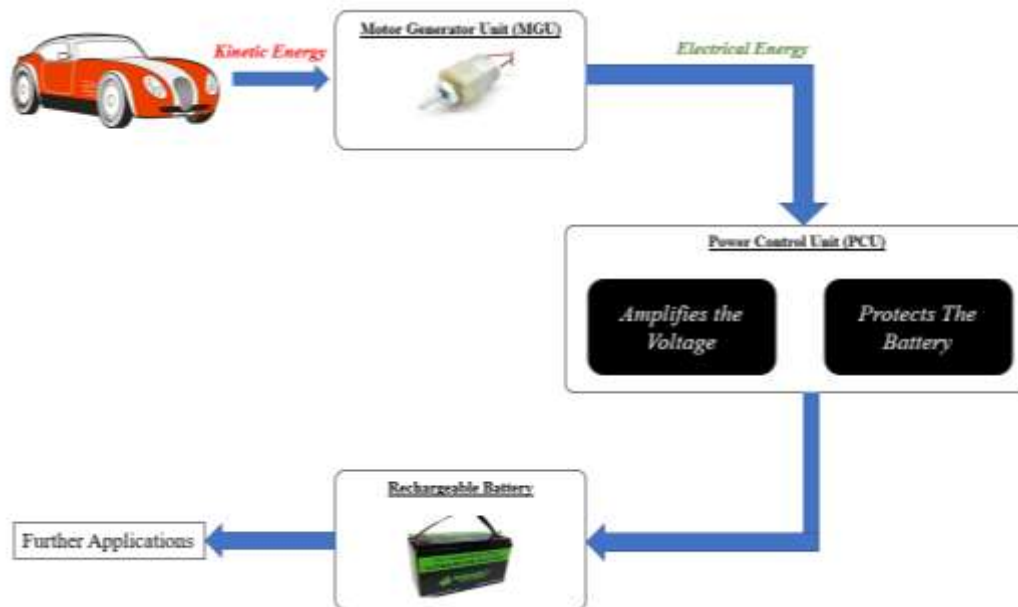 Kinetic Energy
Motor Generator Unit (MGU)
Electrical Energy
Power Control Unit (PCU)
Amplifies the
Voltage
Protects The
Battery
Rechargeable Battery
Further Applications